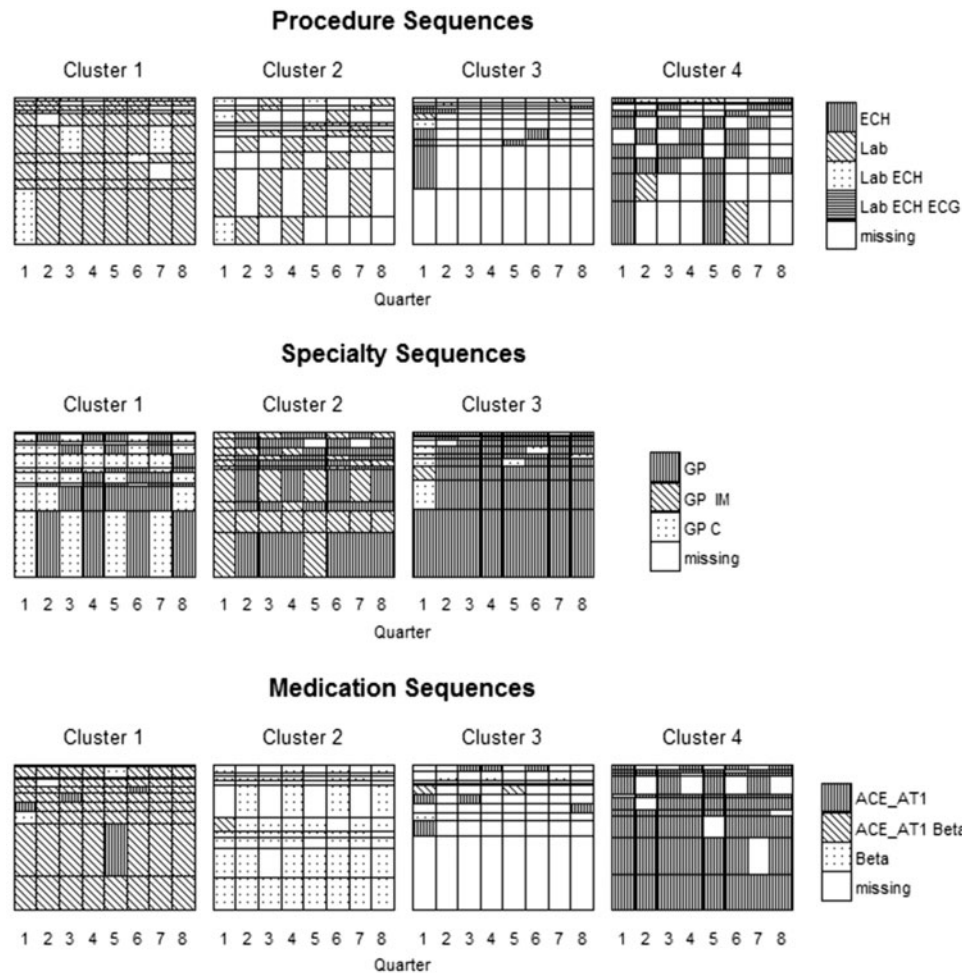 Procedure Sequences
Cluster 1 Cluster 2 Cluster 3 Cluster 4
ECH
Lab
Lab ECH
Lab ECH ECG
missing
1 2 3 4 5 6 7 8 1 2 3 4 5 6 7 8 1 2 3 4 5 6 7 8 1 2 3 4 5 6 7 8
Quarter
Specialty Sequences
Cluster 1 Cluster 2 Cluster 3
GP
GP IM
GP C
missing
1 2 3 4 5 6 7 8 1 2 3 4 5 6 7 8 1 2 3 4 5 6 7 8
Quarter
Medication Sequences
Cluster 1 Cluster 2 Cluster 3 Cluster 4
ACE_AT1
ACE_AT1 Beta
Beta
missing
1 2 3 4 5 6 7 8 1 2 3 4 5 6 7 8 1 2 3 4 5 6 7 8 1 2 3 4 5 6 7 8
Quarter